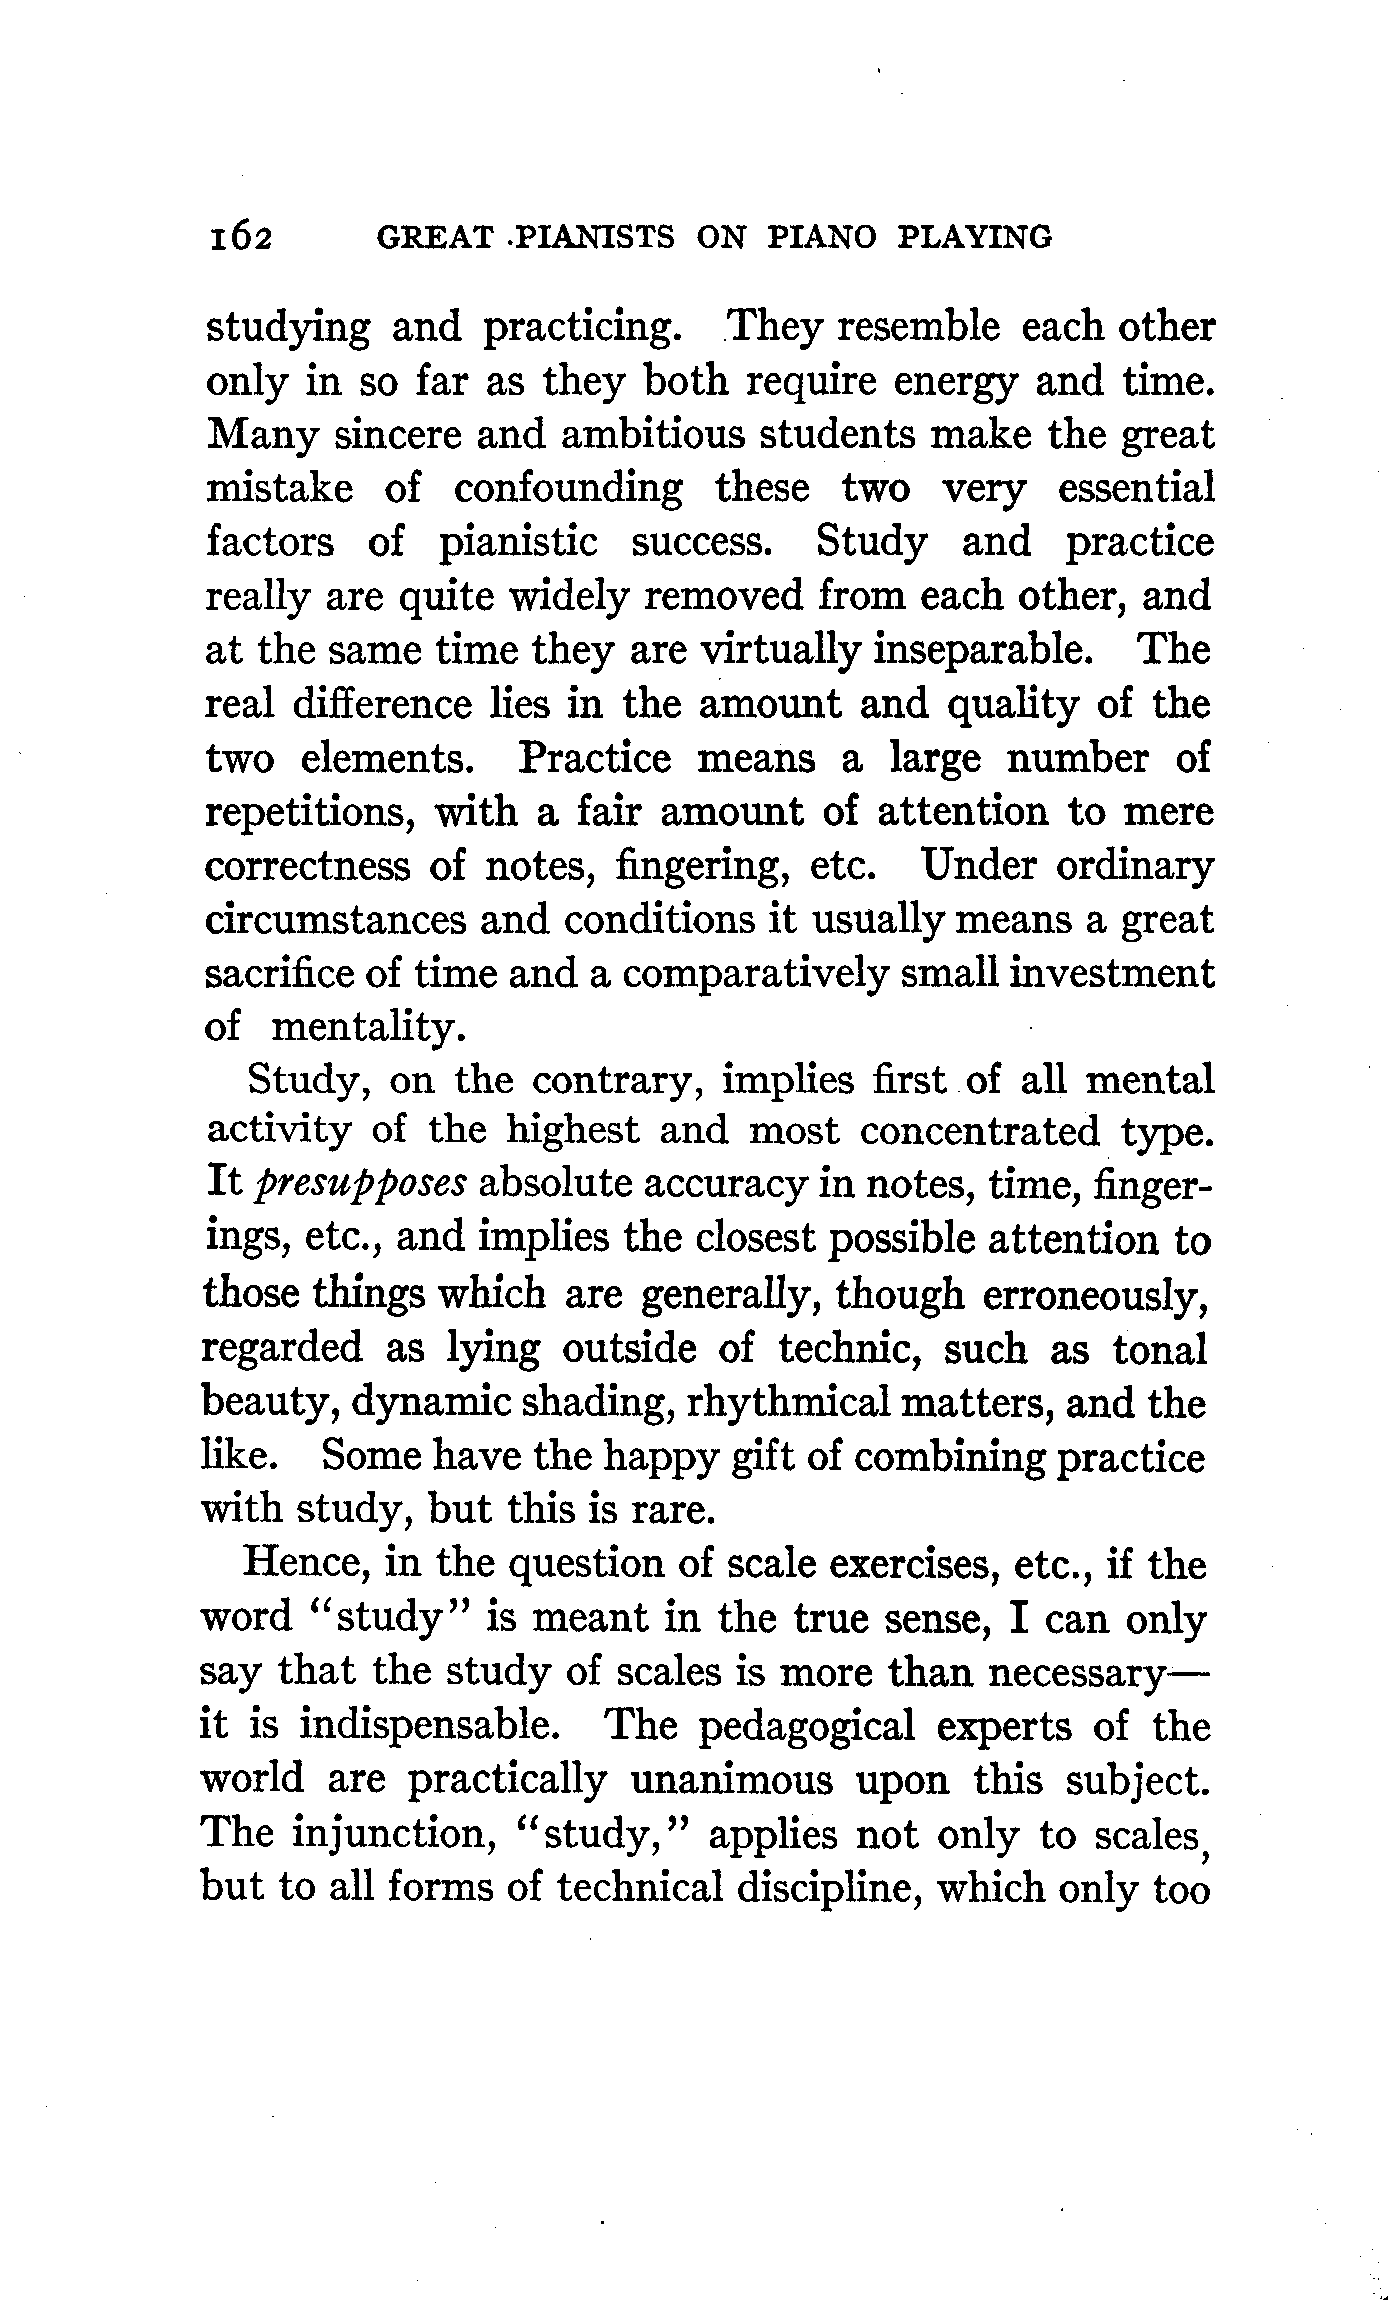 162 GREAT PIANISTS ON PIANO PLAYING
studying and practicing. They resemble each other
only in so far as they both require energy and time.
Many sincere and ambitious students make the great
mistake of confounding these two very essential
factors of pianistic success. Study and practice
really are quite widely removed from each other, and
at the same time they are virtually inseparable. The
real difference lies in the amount and quality of the
two elements. Practice means a large number of
repetitions, with a fair amount of attention to mere
correctness of notes, fingering, etc. Under ordinary
circumstances and conditions it usually means a great
sacrifice of time and a comparatively small investment
of mentality.
Study, on the contrary, implies first of all mental
activity of the highest and most concentrated type.
It presupposes absolute accuracy in notes, time, finger-
ings, etc., and implies the closest possible attention to
those things which are generally, though erroneously,
regarded as lying outside of technic, such as tonal
beauty, dynamic shading, rhythmical matters, and the
like. Some have the happy gift of combining practice
with study, but this is rare.
Hence, in the question of scale exercises, etc., if the
word "study" is meant in the true sense, I can only
say that the study of scales is more than necessary—
it is indispensable. The pedagogical experts of the
world are practically unanimous upon this subject.
The injunction, "study," applies not only to scales,
but to all forms of technical discipline, which only too